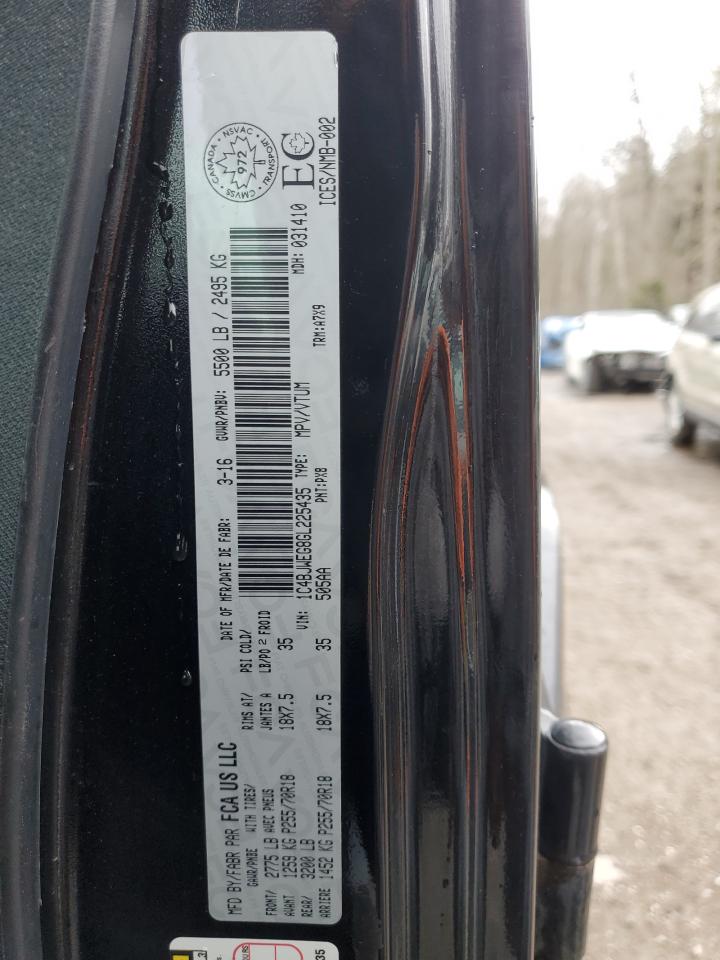 MFD BY/FABR PAR FCA US LLC
DATE OF MFR/DATE DE FABR: 3-16 GVWR/PNBV: 5500 LB / 2495 KG
GAWR/PNBE WITH TIRES/ RIMS AT/ PSI COLD/
AVEC PNEUS JANTES A LB/PO 2 FROID
FRONT/ 2775 LB
AVANT 1259 KG P255/70R18 18X7.5 35
REAR/ 3200 LB
ARRIERE 1452 KG P255/70R18 18X7.5 35
VIN: 1C4BJWEG8GL225435 TYPE: MPV/VTUM MDH: 031410
505AA PNT:PX8 TRM:A7X9
CANADA • NSVAC • TRANSPORT • CMVSS
972
EC
ICES/NMB-002
35